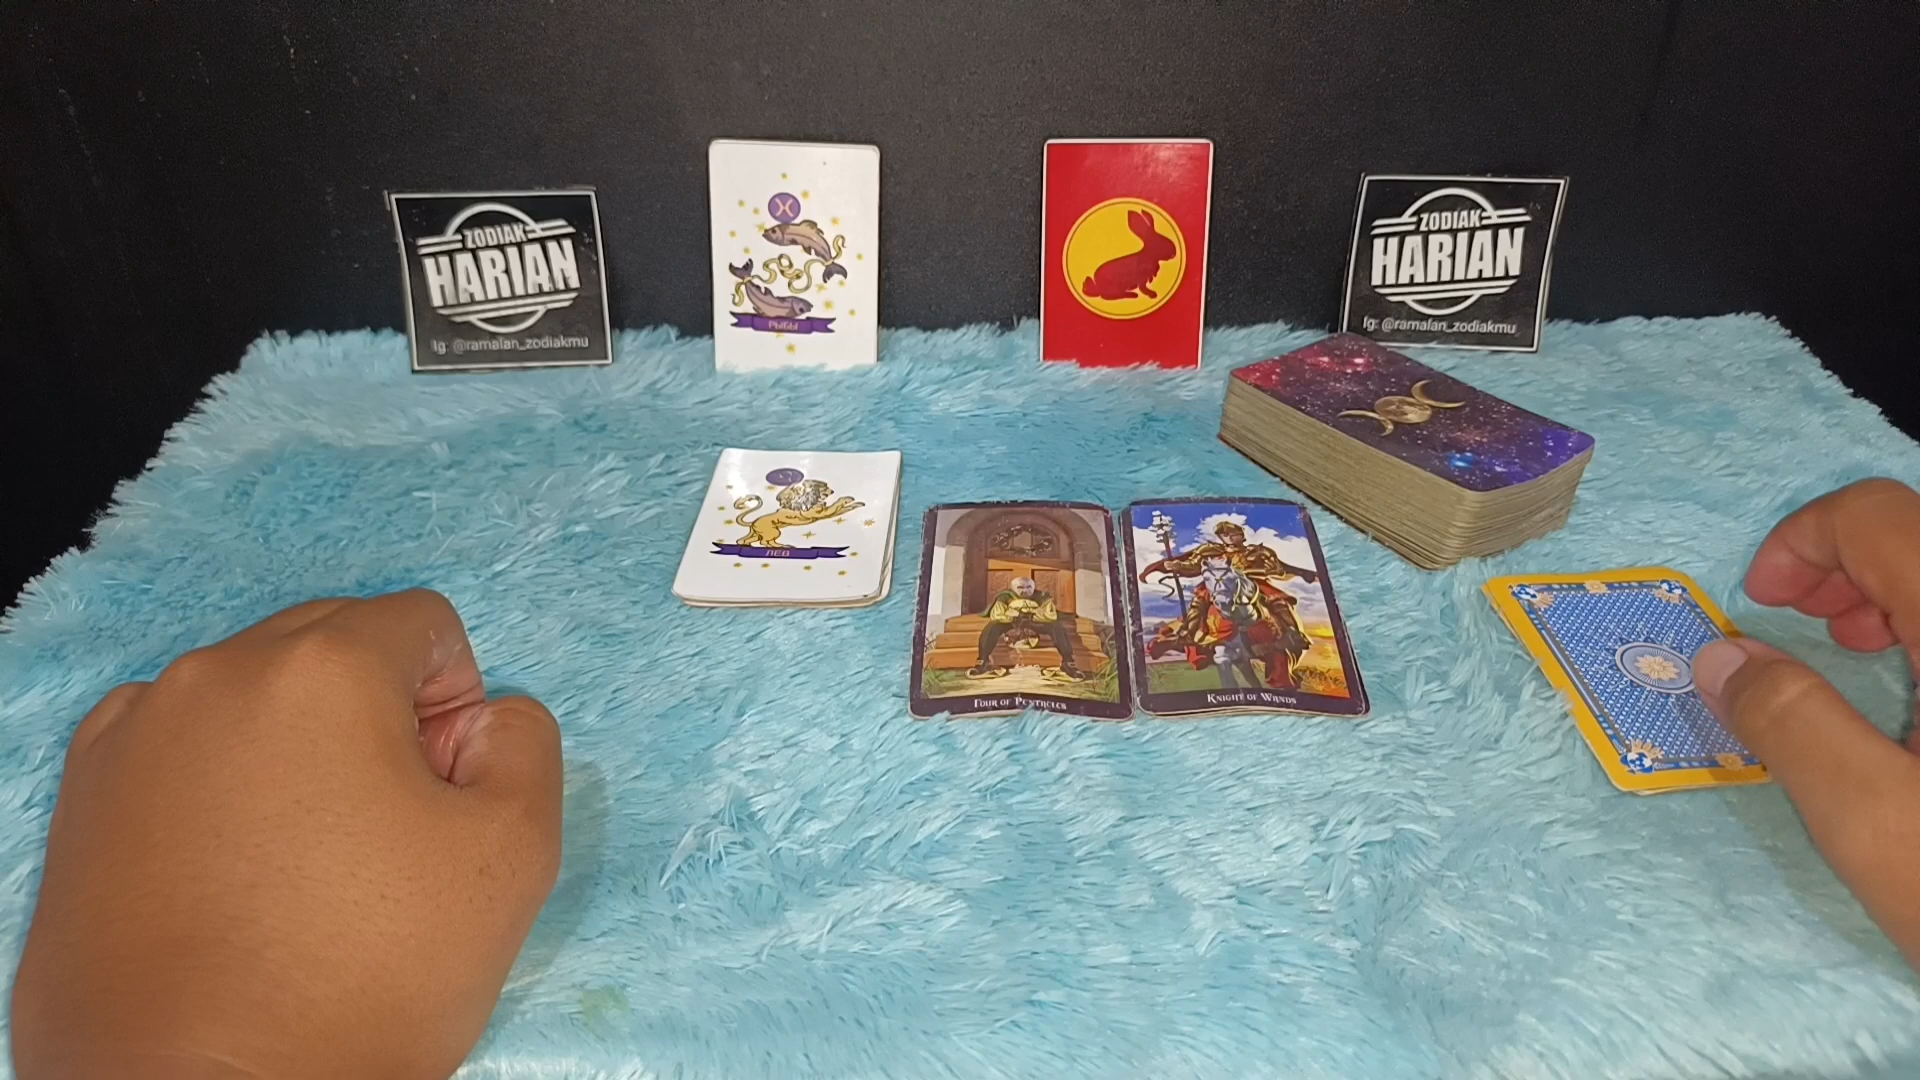 ZODIAK
HARIAN
Ig: @ramalan_zodiakmu
РЫБЫ
ZODIAK
HARIAN
Ig: @ramalan_zodiakmu
ЛЕВ
Four of Pentacles
Knight of Wands